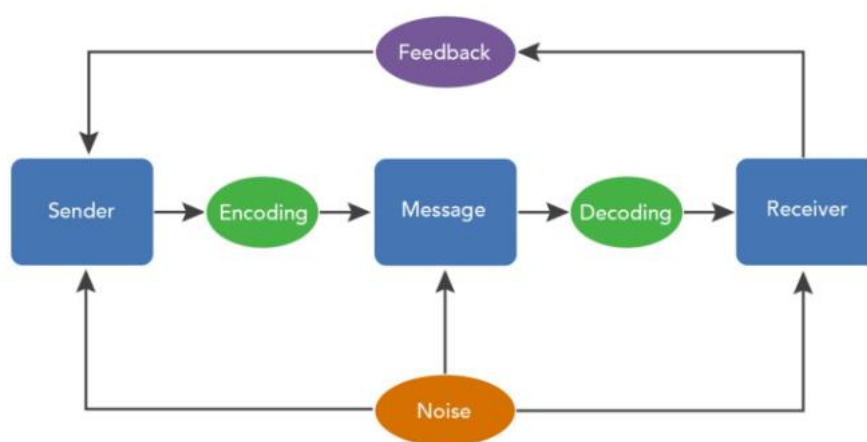 Feedback
Sender
Encoding
Message
Decoding
Receiver
Noise